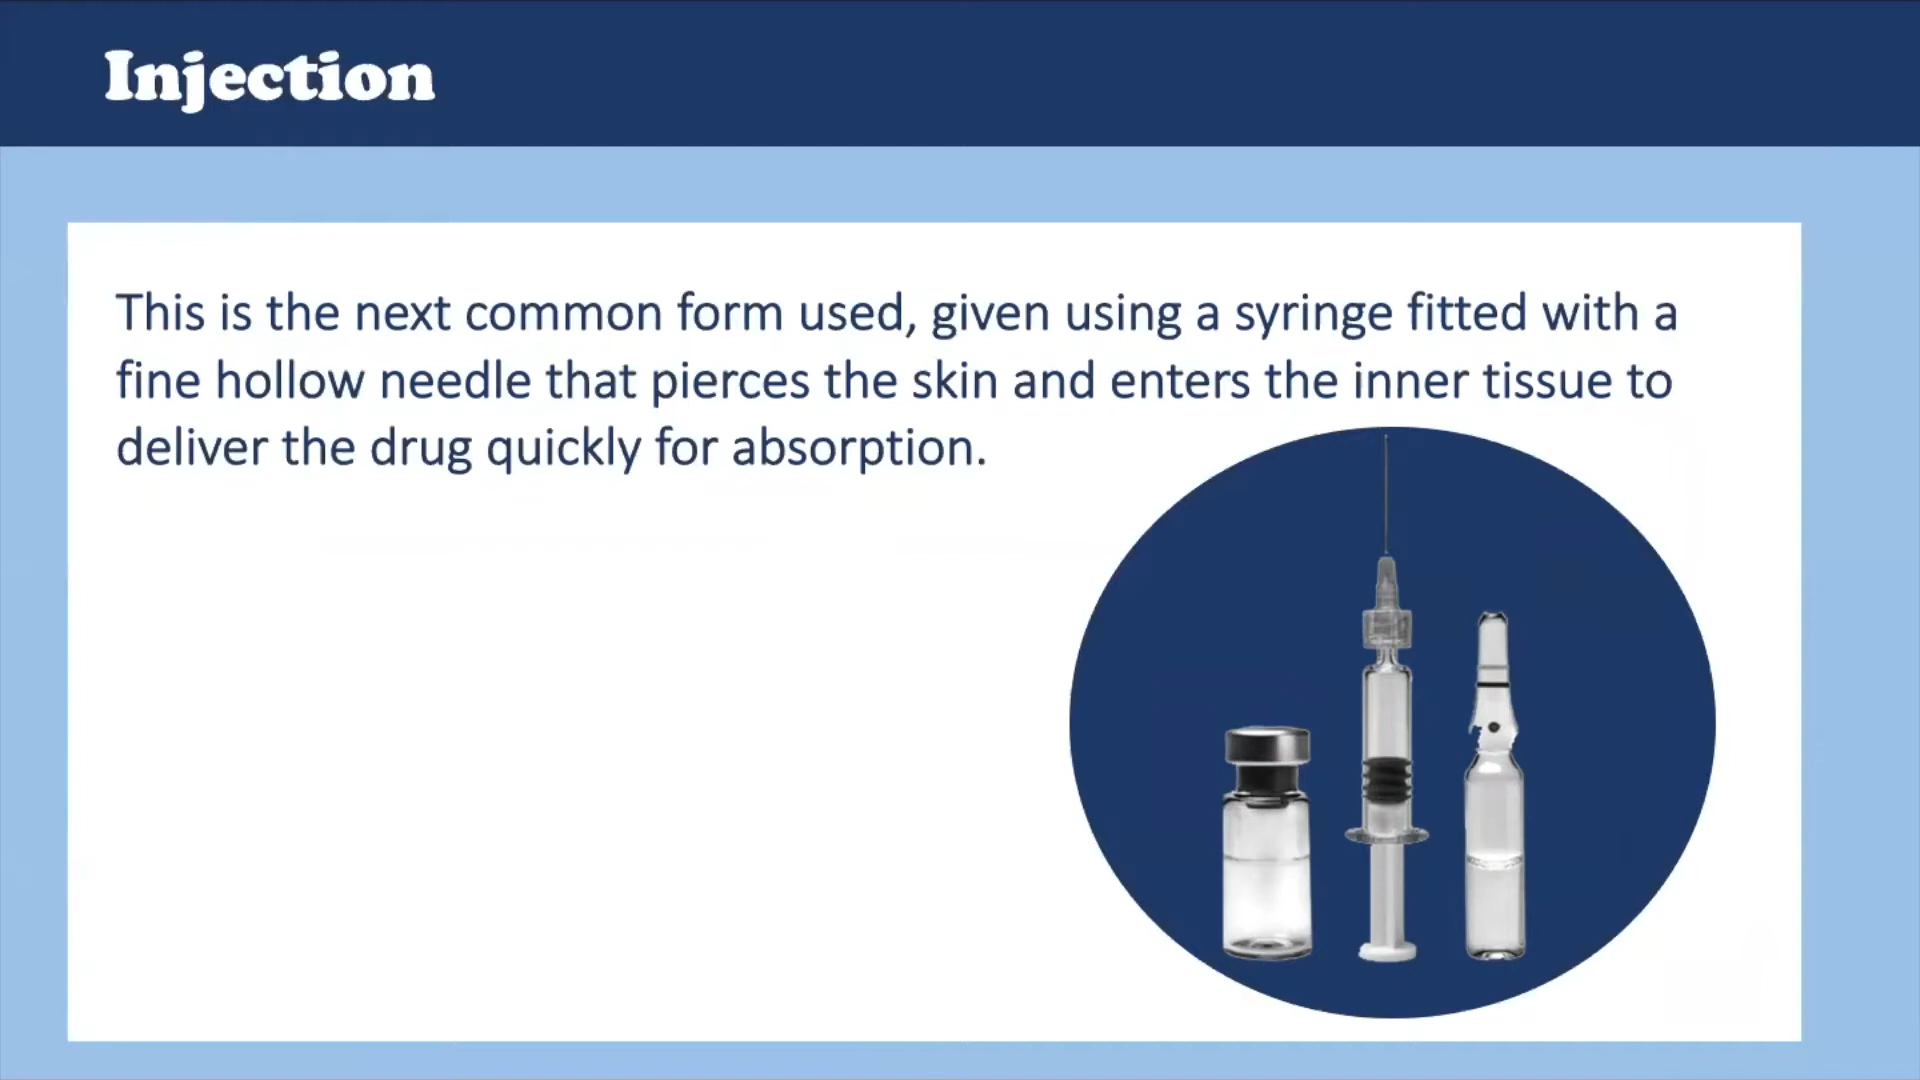 Injection
This is the next common form used, given using a syringe fitted with a
fine hollow needle that pierces the skin and enters the inner tissue to
deliver the drug quickly for absorption.